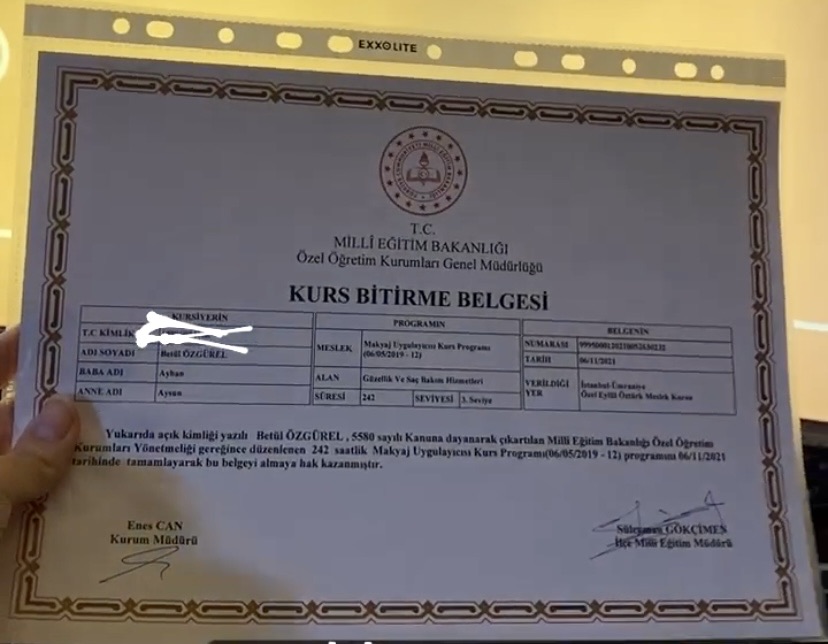 EXXOLITE
T.C.
MİLLÎ EĞİTİM BAKANLIĞI
Özel Öğretim Kurumları Genel Müdürlüğü
KURS BİTİRME BELGESİ
KURSİYERİN
T.C KİMLİK
ADI SOYADI Betül ÖZGÜREL
BABA ADI Ayhan
ANNE ADI
PROGRAMIN
MESLEK Makyaj Uygulayıcısı Kurs Programı
(06/05/2019 - 12)
ALAN Güzellik Ve Saç Bakım Hizmetleri
SÜRESİ 242 SEVİYESİ 3. Seviye
BELGENİN
NUMARASI
TARİH 06/11/2021
VERİLDİĞİ YER İstanbul-Ümraniye
Özel Eylül Öztürk Meslek Kursu
Yukarıda açık kimliği yazılı Betül ÖZGÜREL , 5580 sayılı Kanuna dayanarak çıkartılan Milli Eğitim Bakanlığı Özel Öğretim
Kurumları Yönetmeliği gereğince düzenlenen 242 saatlik Makyaj Uygulayıcısı Kurs Programı(06/05/2019 - 12) programını 06/11/2021
tarihinde tamamlayarak bu belgeyi almaya hak kazanmıştır.
Enes CAN
Kurum Müdürü
Süleyman GÖKÇİMEN
İlçe Milli Eğitim Müdürü